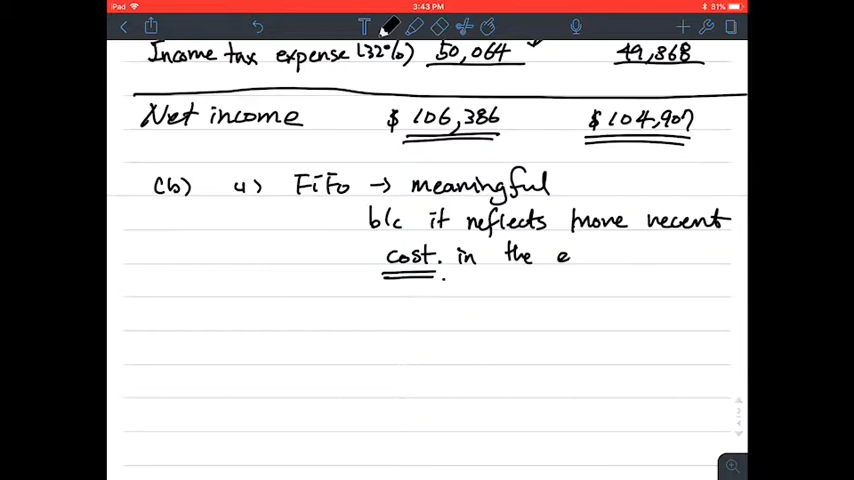 iPad 3:43 PM 81%
T
Income tax expense (32%) 50,064 49,868
Net income $ 106,386 $ 104,907
(b) (1) FiFo → meaningful
b/c it reflects more recent
cost. in the e